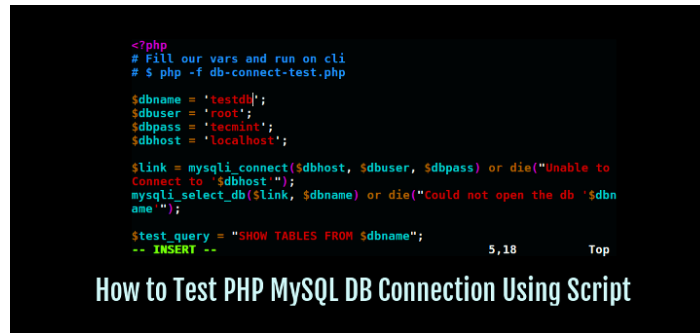 <?php
# Fill our vars and run on cli
# $ php -f db-connect-test.php
$dbname = 'testdb';
$dbuser = 'root';
$dbpass = 'tecmint';
$dbhost = 'localhost';
$link = mysqli_connect($dbhost, $dbuser, $dbpass) or die("Unable to
Connect to '$dbhost'");
mysqli_select_db($link, $dbname) or die("Could not open the db '$dbn
ame'");
$test_query = "SHOW TABLES FROM $dbname";
-- INSERT -- 5,18 Top
How to Test PHP MySQL DB Connection Using Script